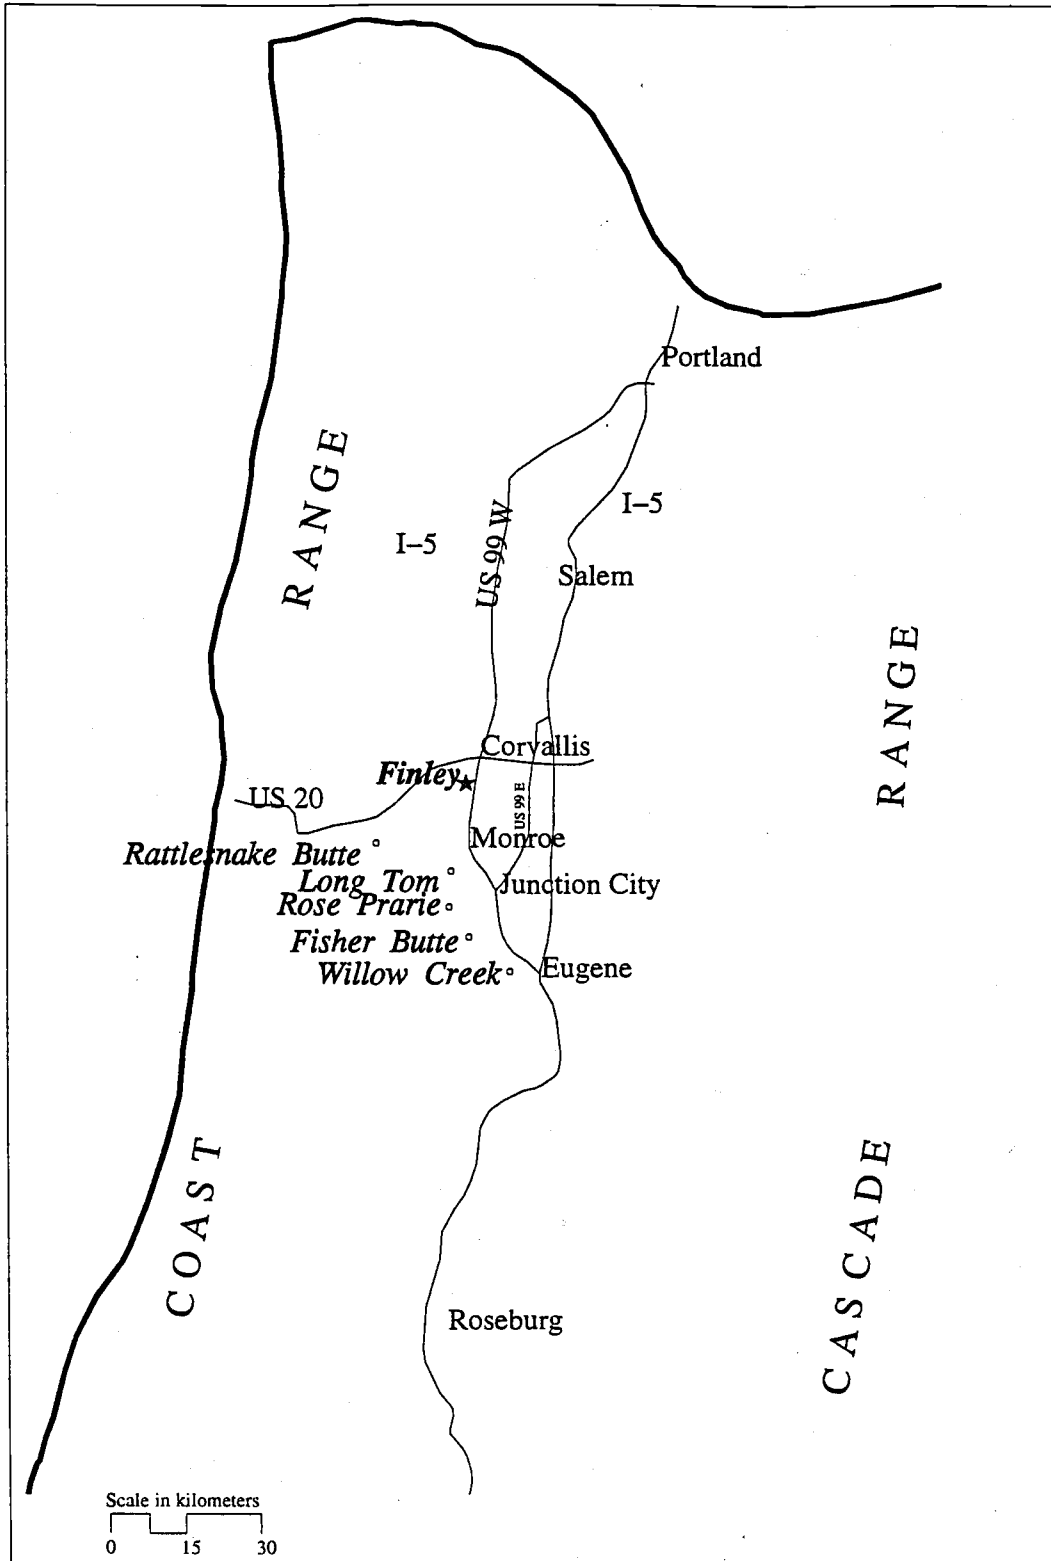 Portland
RANGE
I–5
I–5
US 99 W
Salem
RANGE
Corvallis
Finley
US 20
US 99 E
Monroe
Rattlesnake Butte
Long Tom
Junction City
Rose Prarie
Fisher Butte
Willow Creek
Eugene
COAST
CASCADE
Roseburg
Scale in kilometers
0 15 30